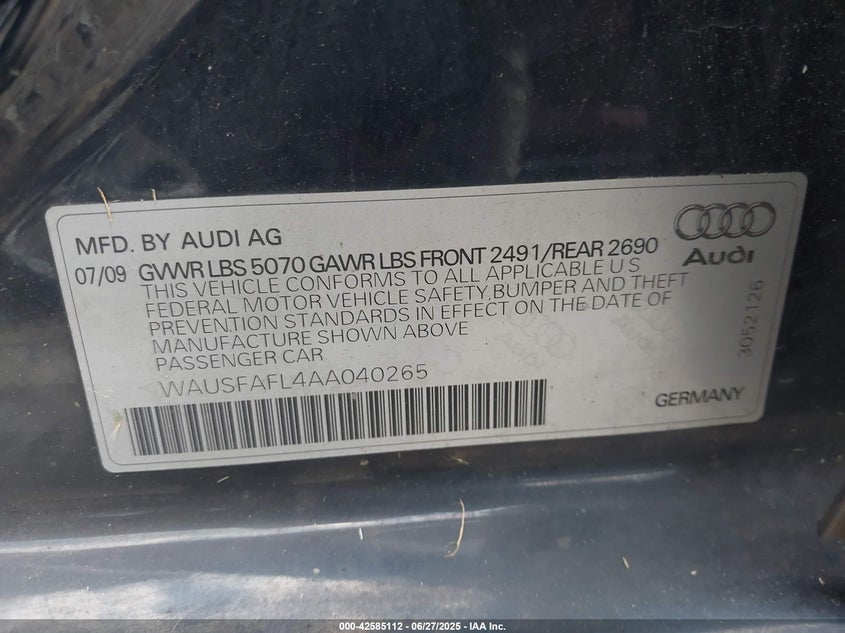 MFD. BY AUDI AG
07/09 GVWR LBS 5070 GAWR LBS FRONT 2491/REAR 2690
THIS VEHICLE CONFORMS TO ALL APPLICABLE U S
FEDERAL MOTOR VEHICLE SAFETY,BUMPER AND THEFT
PREVENTION STANDARDS IN EFFECT ON THE DATE OF
MANUFACTURE SHOWN ABOVE
PASSENGER CAR
WAUSFAFL4AA040265
Audi
3052126
GERMANY
000-42585112 - 06/27/2025 - IAA, Inc.